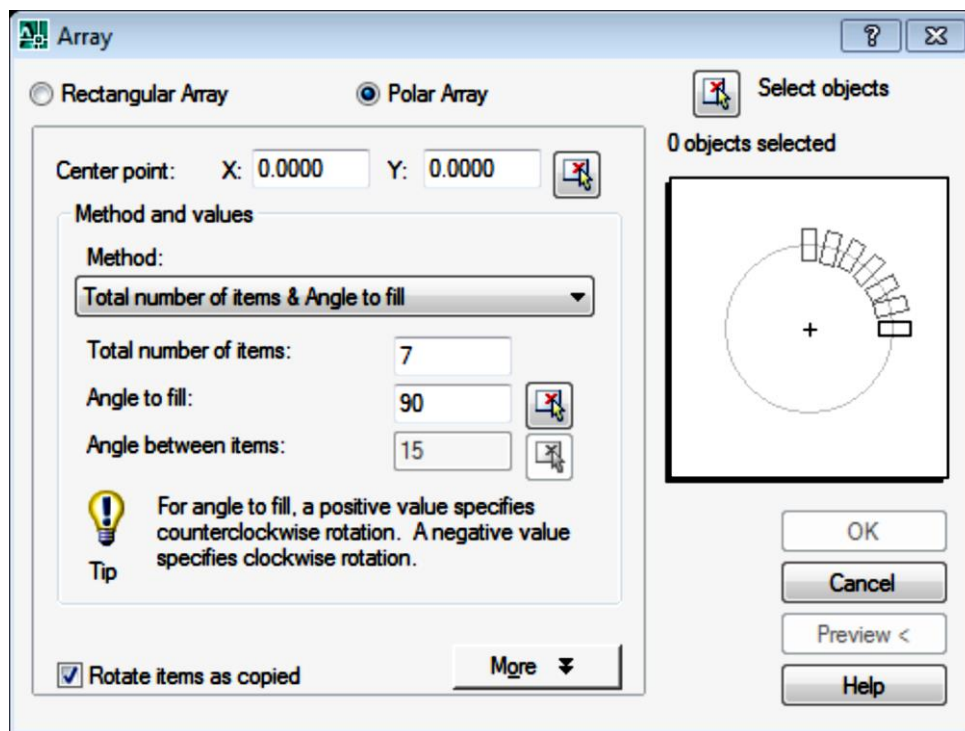 Array
Rectangular Array
Polar Array
Select objects
0 objects selected
Center point: X: 0.0000 Y: 0.0000
Method and values
Method:
Total number of items & Angle to fill
Total number of items: 7
Angle to fill: 90
Angle between items: 15
For angle to fill, a positive value specifies
counterclockwise rotation. A negative value
specifies clockwise rotation.
Tip
Rotate items as copied
More
OK
Cancel
Preview <
Help